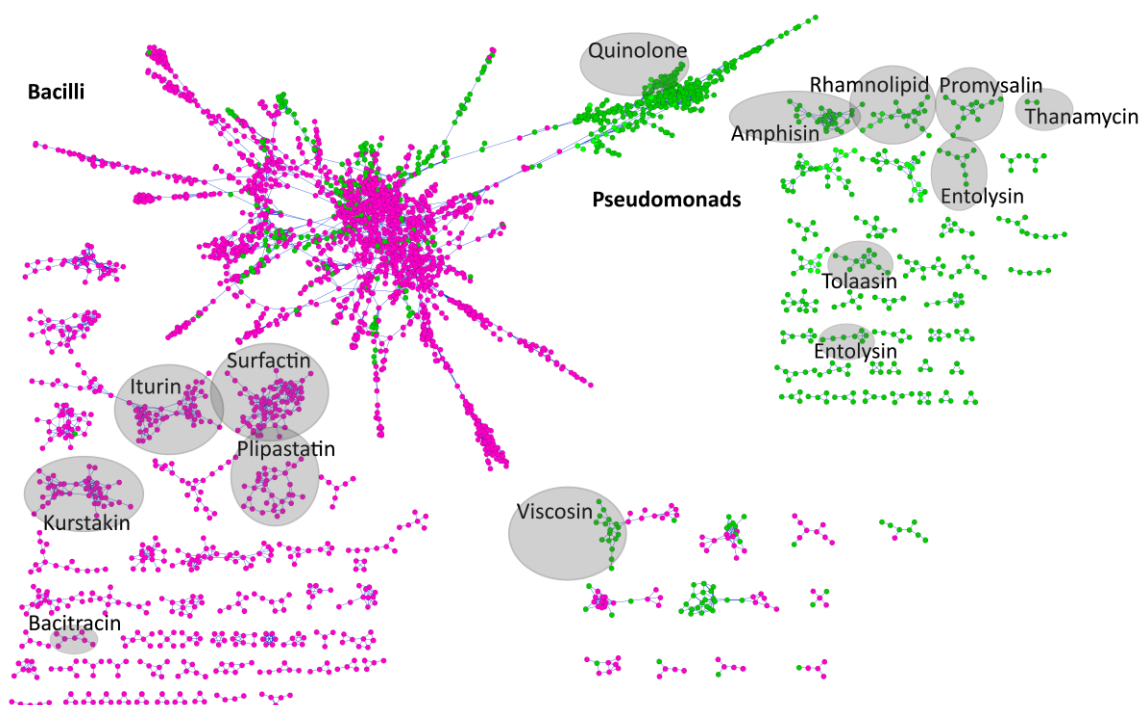 Quinolone
Bacilli
Rhamnolipid
Promysalin
Thanamycin
Amphisin
Pseudomonads
Entolysin
Tolaasin
Entolysin
Surfactin
Iturin
Plipastatin
Kurstakin
Viscosin
Bacitracin